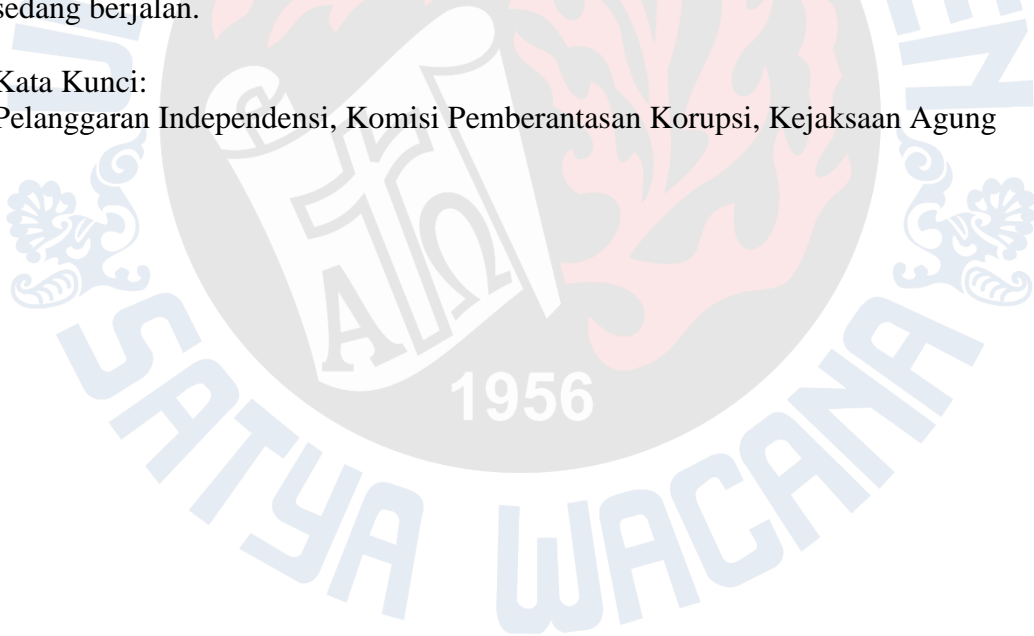 sedang berjalan.
Kata Kunci:
Pelanggaran Independensi, Komisi Pemberantasan Korupsi, Kejaksaan Agung
1956
SATYA WACANA